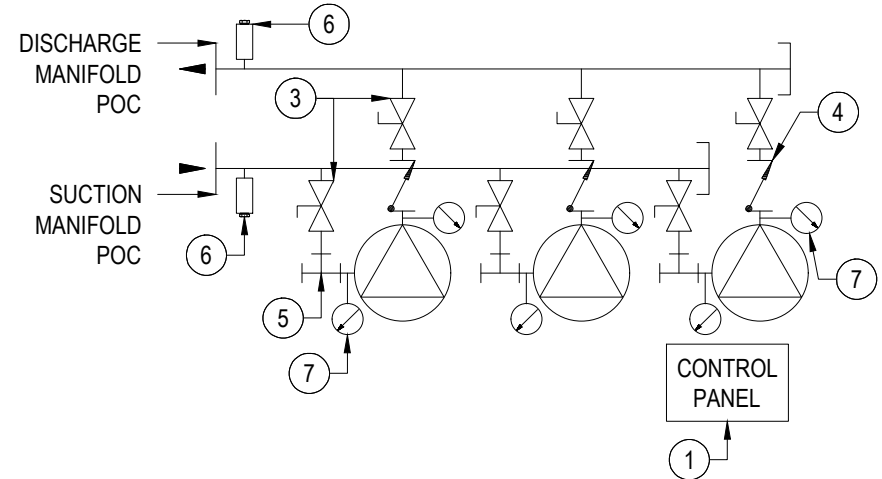 DISCHARGE
MANIFOLD
POC
6
3
4
SUCTION
MANIFOLD
POC
6
5
7
7
CONTROL
PANEL
1